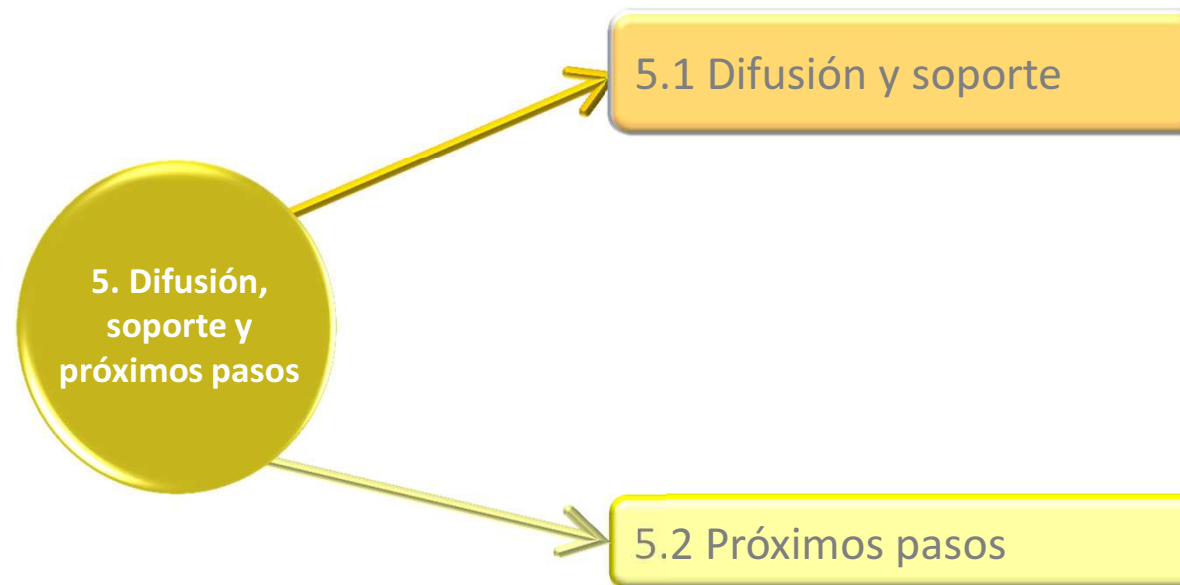 5.1 Difusión y soporte
5. Difusión,
soporte y
próximos pasos
5.2 Próximos pasos